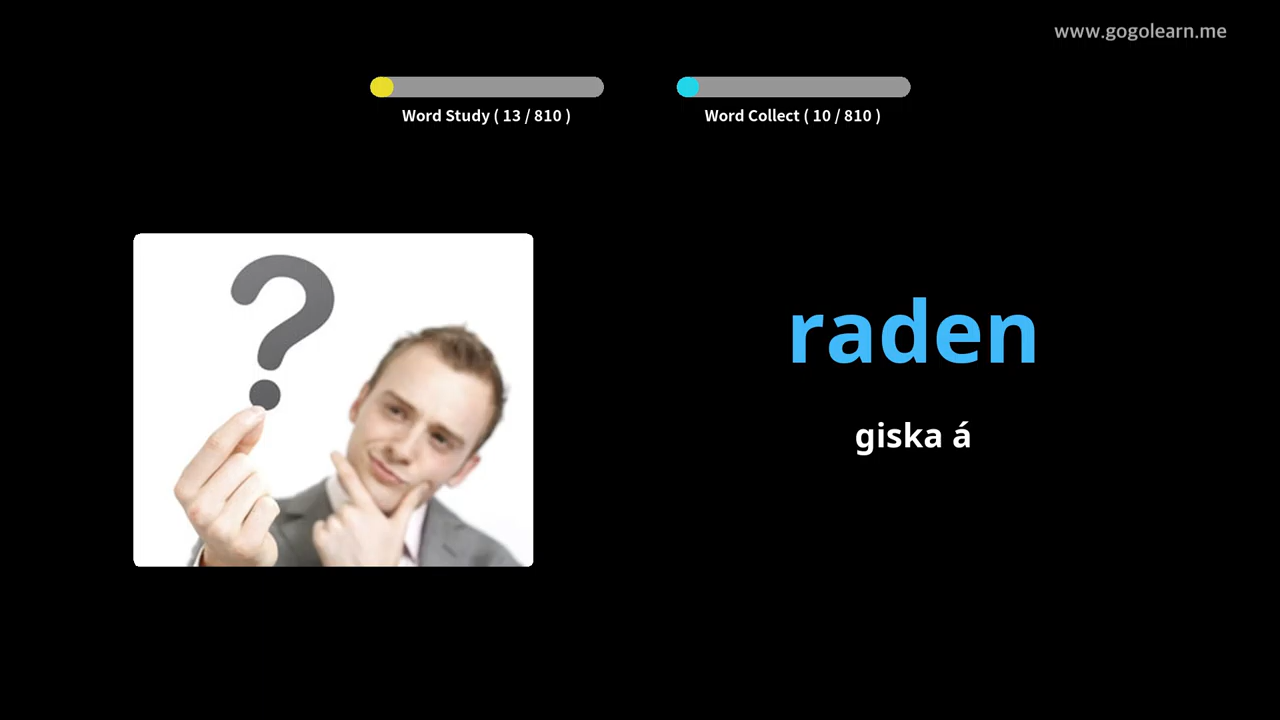 www.gogolearn.me
Word Study ( 13 / 810 )
Word Collect ( 10 / 810 )
?
raden
giska á